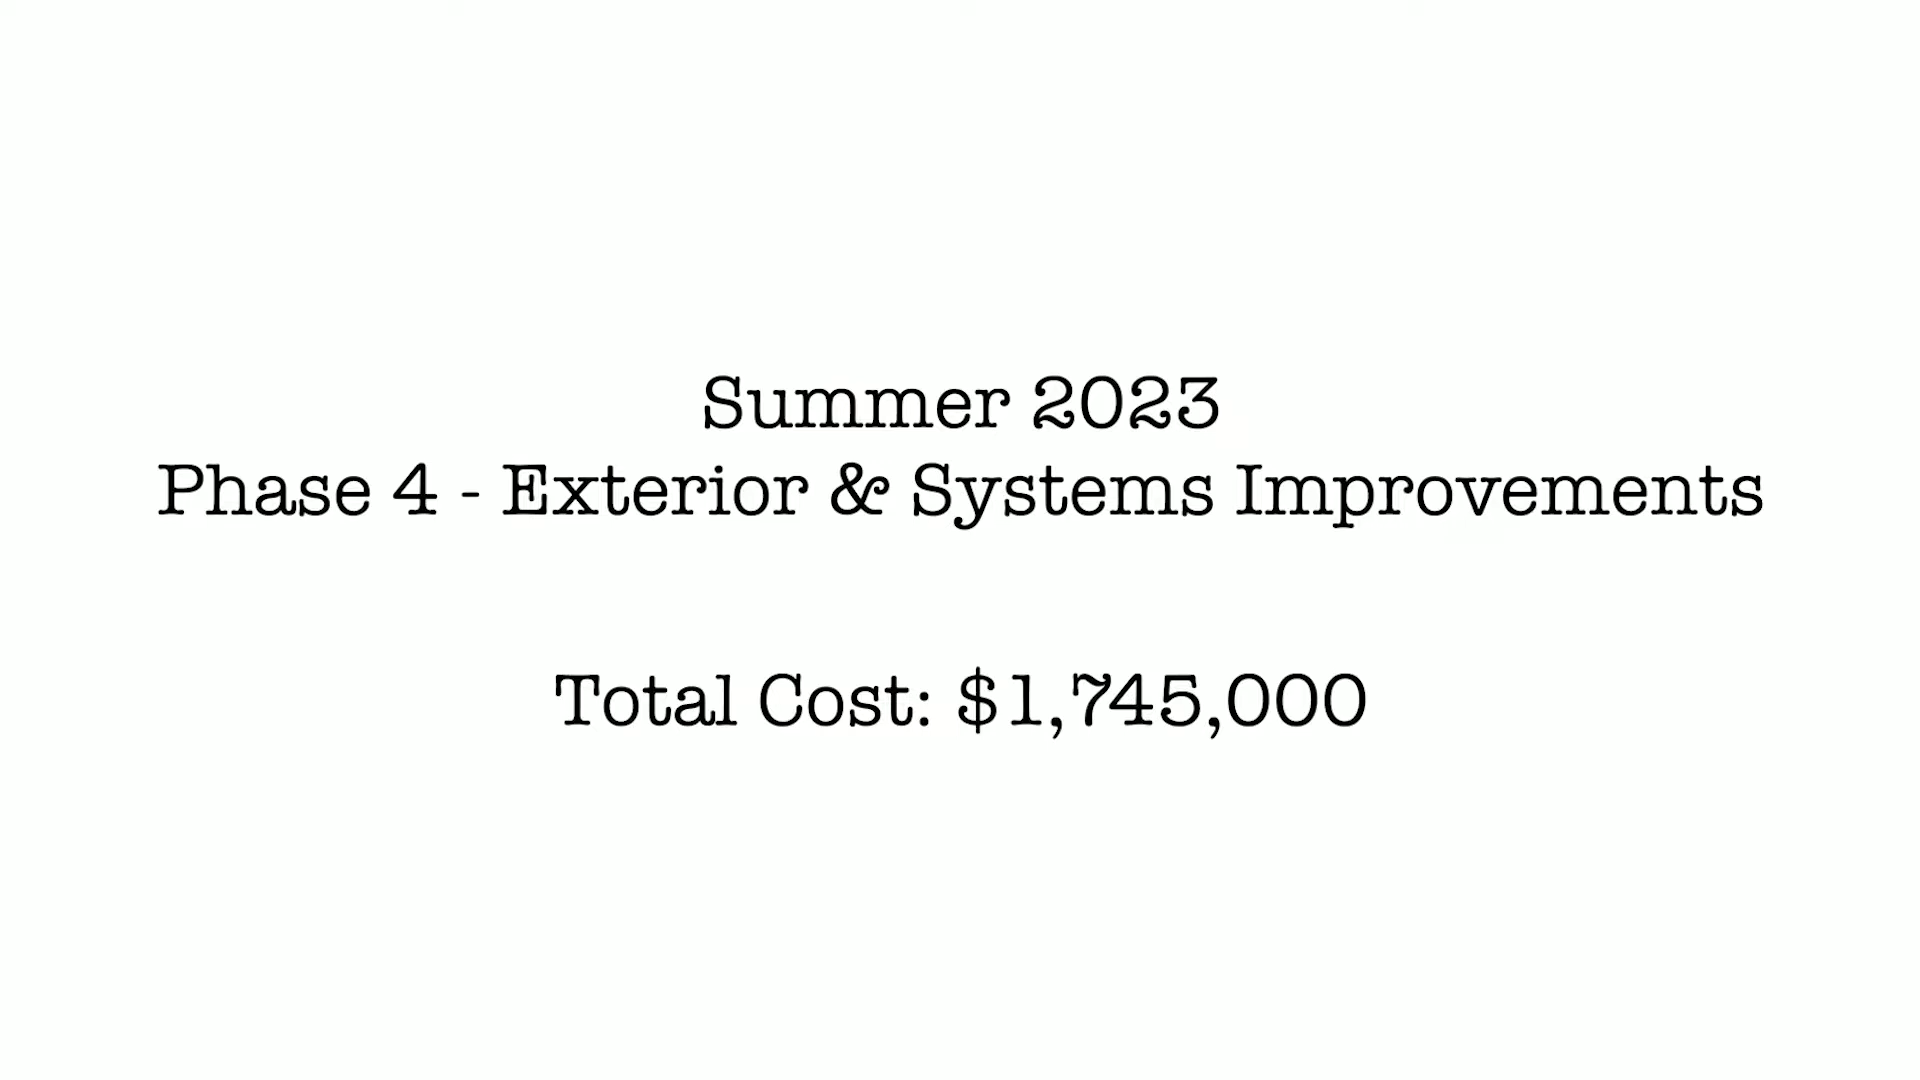 Summer 2023
Phase 4 - Exterior & Systems Improvements
Total Cost: $1,745,000